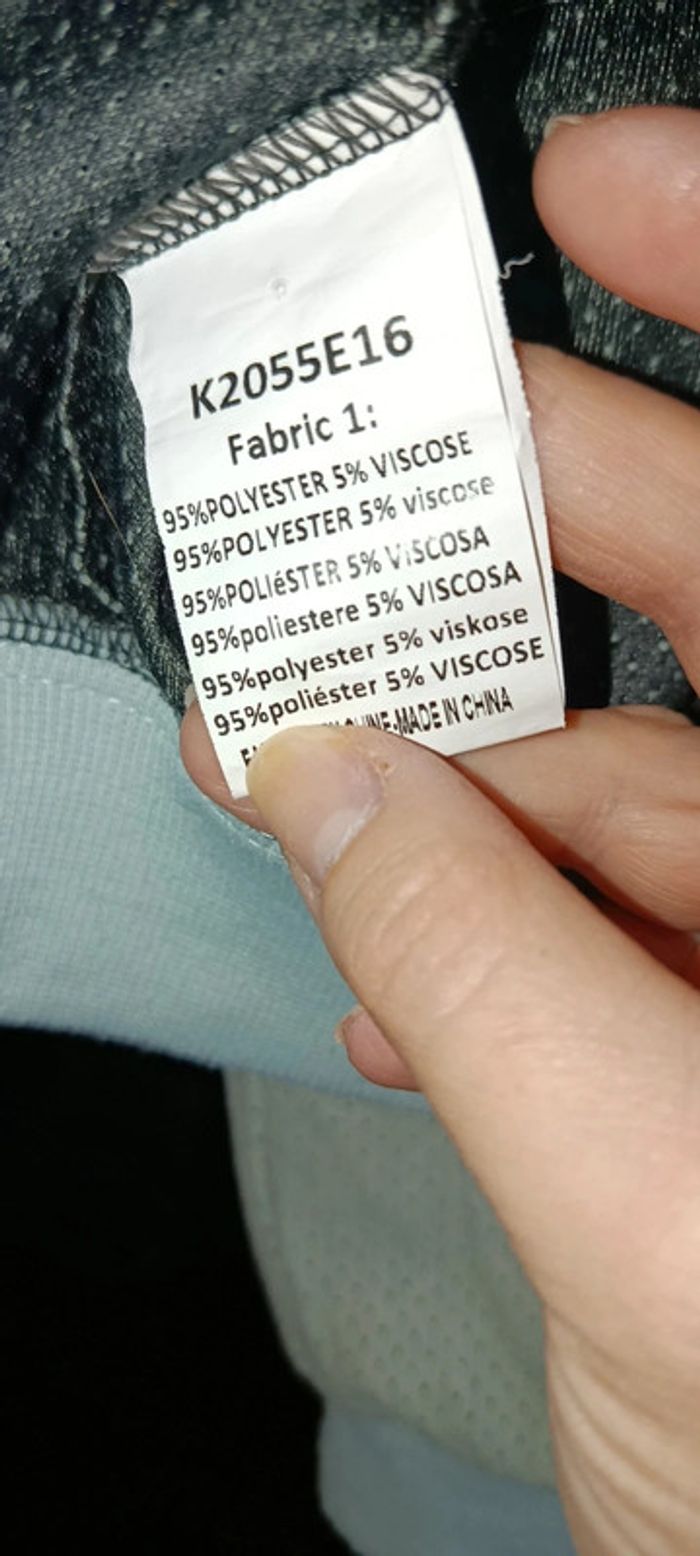 K2055E16
Fabric 1:
95%POLYESTER 5% VISCOSE
95%POLYESTER 5% viscose
95%POLIéSTER 5% VISCOSA
95%poliestere 5% VISCOSA
95%polyester 5% viskose
95%poliéster 5% VISCOSE
CHINE-MADE IN CHINA